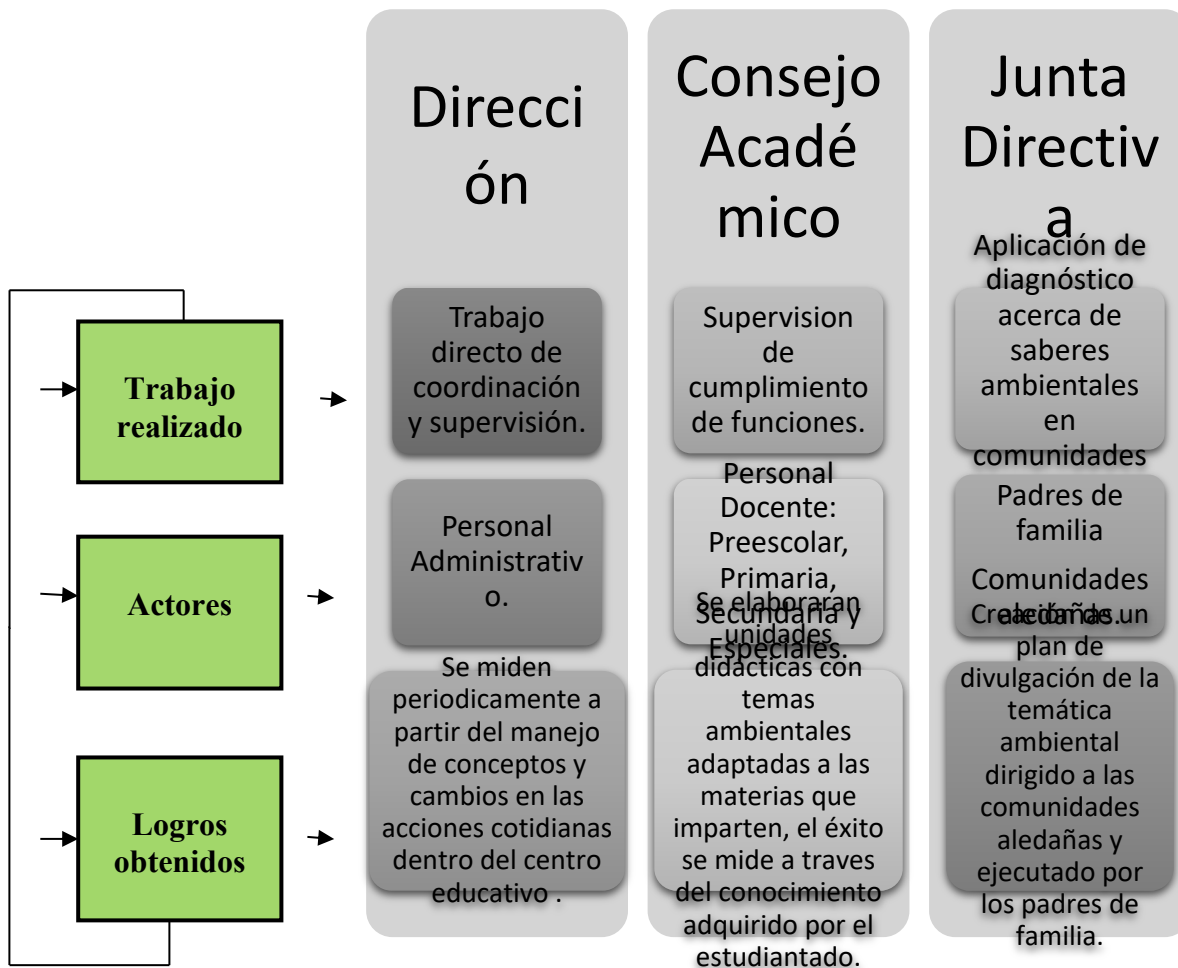 Direcci
ón
Consejo
Acadé
mico
Junta
Directiv
a
Trabajo
realizado
Trabajo
directo de
coordinación
y supervisión.
Supervision
de
cumplimiento
de funciones.
Aplicación de
diagnóstico
acerca de
saberes
ambientales
en
comunidades
Actores
Personal
Administrativ
o.
Personal
Docente:
Preescolar,
Primaria,
Secundaria y
Especiales.
Padres de
familia
Comunidades
aledañas.
Logros
obtenidos
Se miden
periodicamente a
partir del manejo
de conceptos y
cambios en las
acciones cotidianas
dentro del centro
educativo .
Se elaboraran
unidades
didácticas con
temas
ambientales
adaptadas a las
materias que
imparten, el éxito
se mide a traves
del conocimiento
adquirido por el
estudiantado.
Creación de un
plan de
divulgación de la
temática
ambiental
dirigido a las
comunidades
aledañas y
ejecutado por
los padres de
familia.